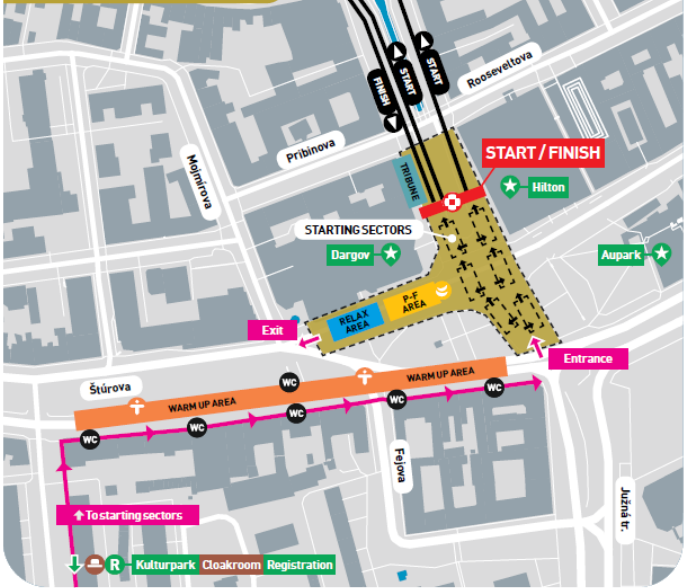 START
START
FINISH
Rooseveltova
Pribinova
Mojmírova
TRIBUNE
START / FINISH
Hilton
STARTING SECTORS
Dargov
Aupark
P-F
AREA
RELAX
AREA
Exit
Entrance
Štúrova
WARM UP AREA
WARM UP AREA
WC
WC
WC
WC
WC
WC
Fejova
Južná tr.
To starting sectors
R
Kulturpark Cloakroom Registration